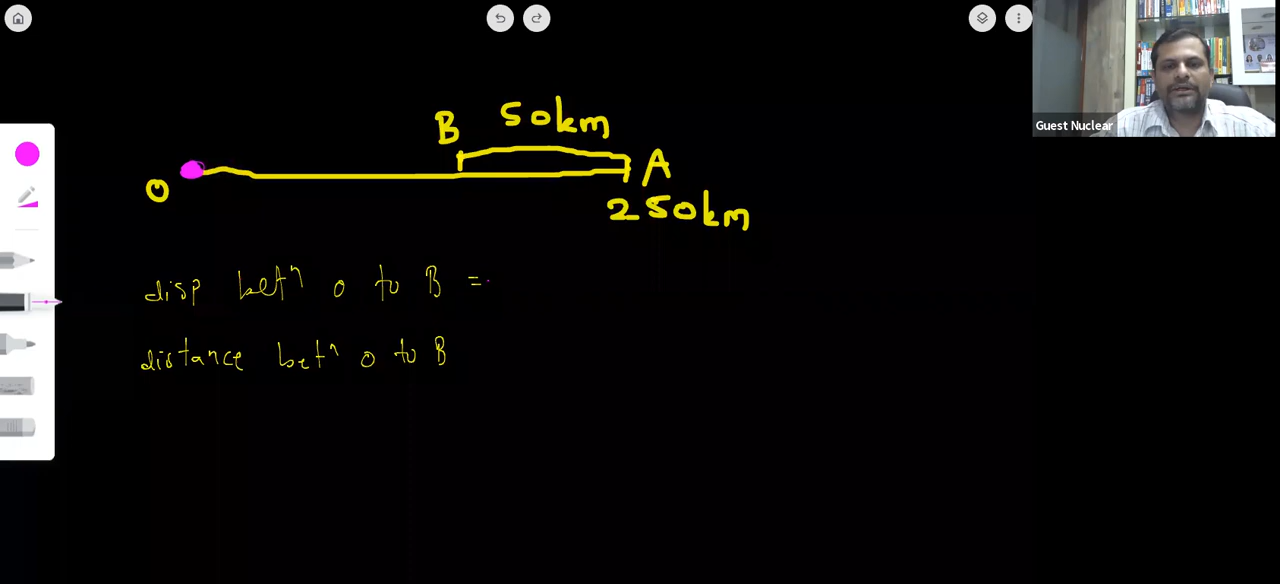 B 50km
A
O
250km
Guest Nuclear
disp betⁿ o to B =
distance betⁿ o to B